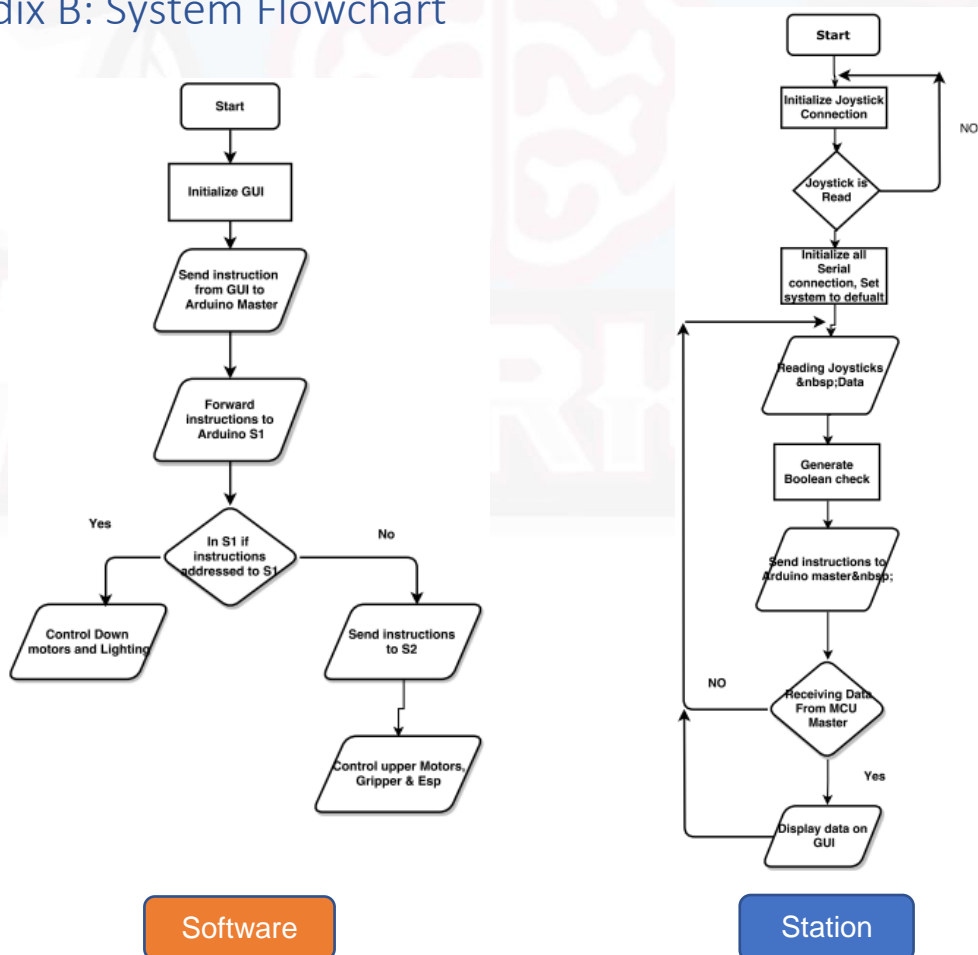 dix B: System Flowchart
Start
Initialize GUI
Send instruction
from GUI to
Arduino Master
Forward
instructions to
Arduino S1
Yes
In S1 if
instructions
addressed to S1
No
Control Down
motors and Lighting
Send instructions
to S2
Control upper Motors,
Gripper & Esp
Software
Start
Initialize Joystick
Connection
NO
Joystick is
Read
Initialize all
Serial
connection, Set
system to defualt
Reading Joysticks
&nbsp;Data
Generate
Boolean check
Send instructions to
Arduino master&nbsp;
NO
Receiving Data
From MCU
Master
Yes
Display data on
GUI
Station